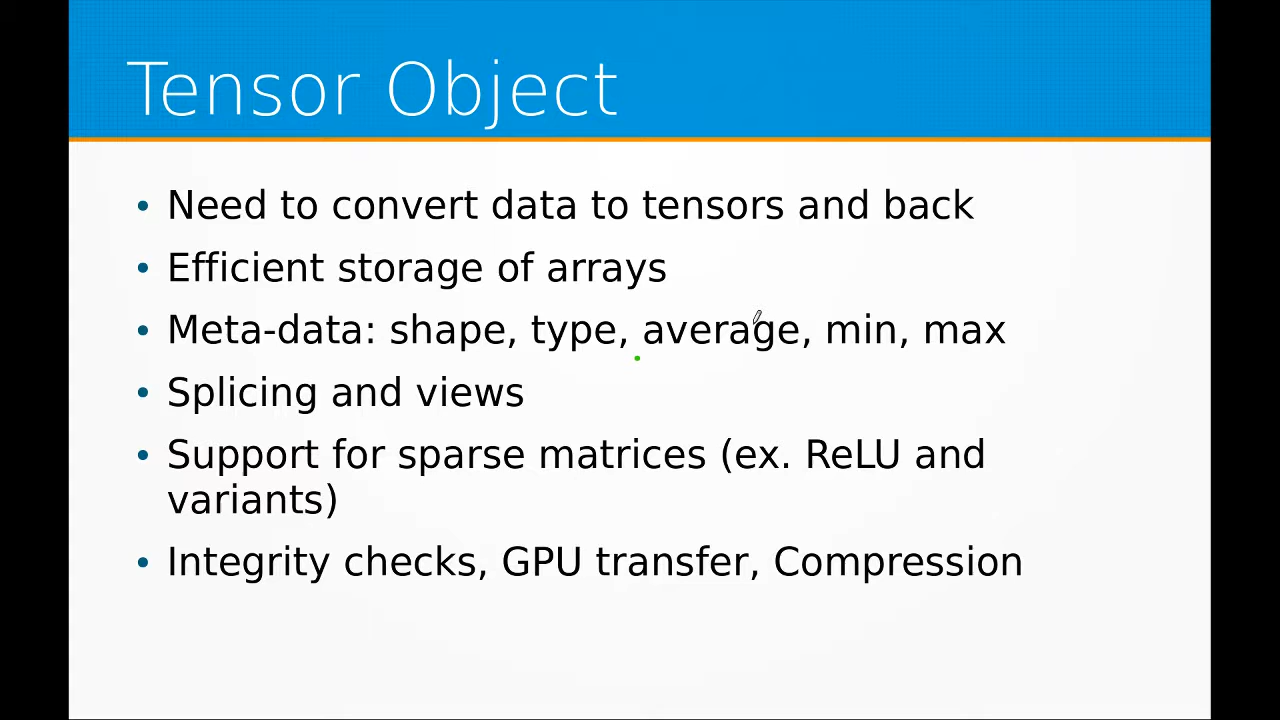 Tensor Object
• Need to convert data to tensors and back
• Efficient storage of arrays
• Meta-data: shape, type, average, min, max
• Splicing and views
• Support for sparse matrices (ex. ReLU and
variants)
• Integrity checks, GPU transfer, Compression